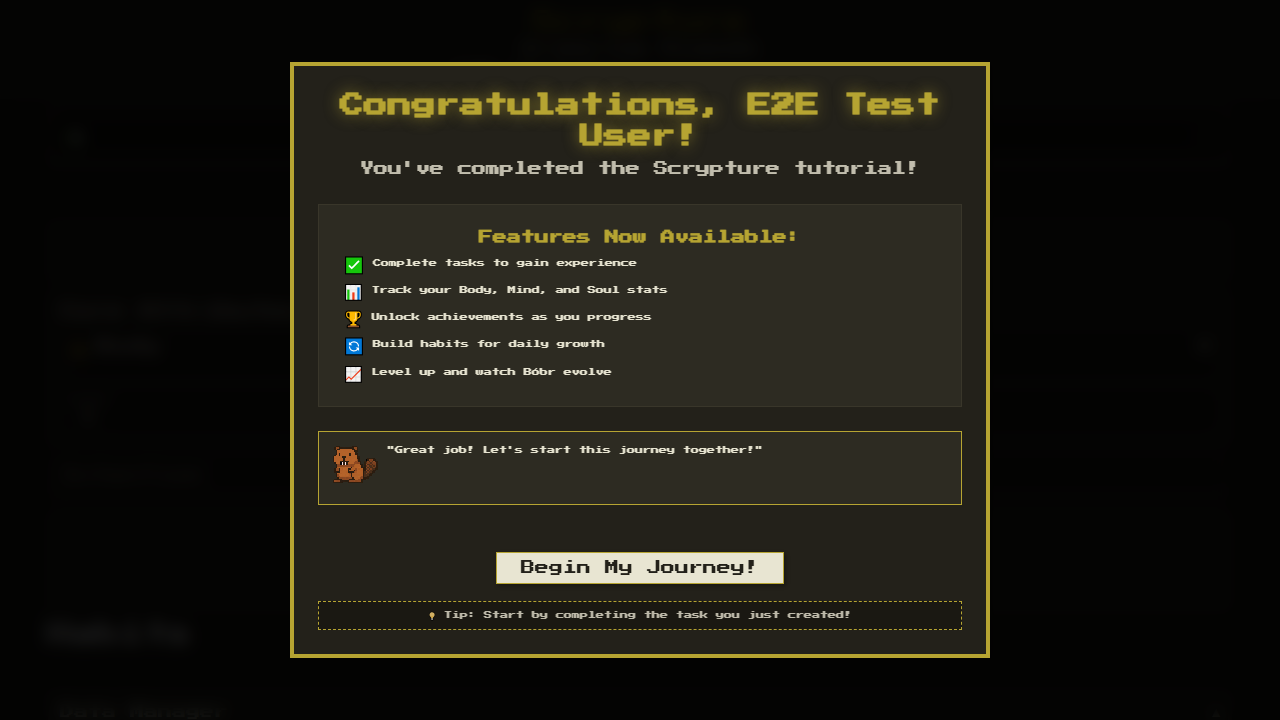 Congratulations, E2E Test
User!
You've completed the Scrypture tutorial!
Features Now Available:
✅ Complete tasks to gain experience
📊 Track your Body, Mind, and Soul stats
🏆 Unlock achievements as you progress
🔄 Build habits for daily growth
📈 Level up and watch Bóbr evolve
"Great job! Let's start this journey together!"
Begin My Journey!
Tip: Start by completing the task you just created!
Habits
Data Manager